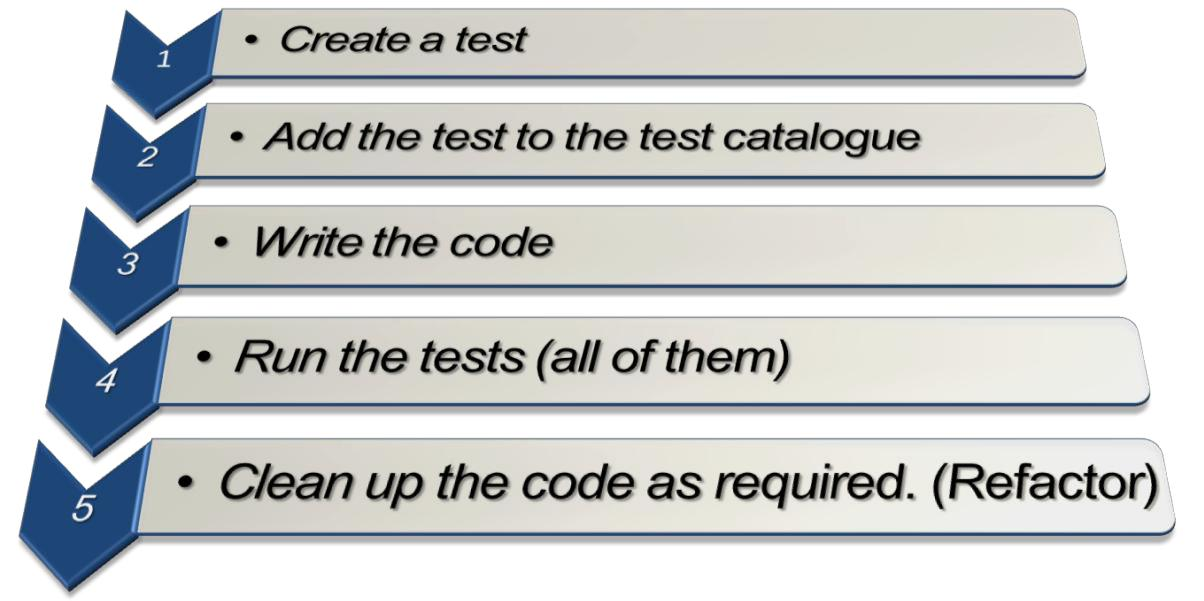 1 • Create a test
2 • Add the test to the test catalogue
3 • Write the code
4 • Run the tests (all of them)
5 • Clean up the code as required. (Refactor)